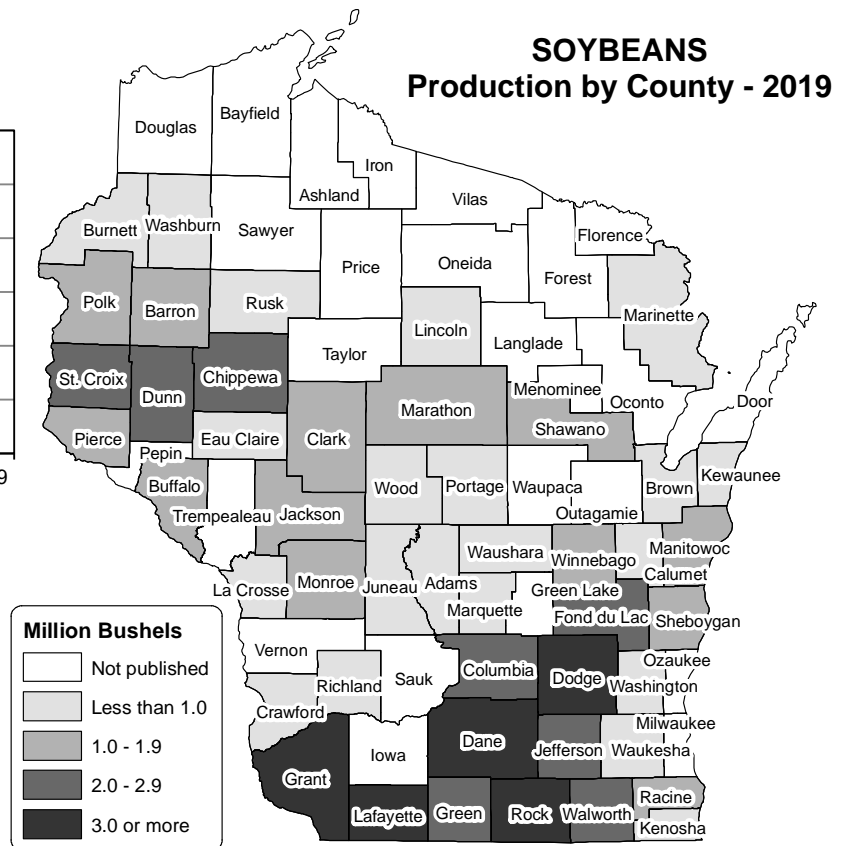 SOYBEANS
Production by County - 2019
Bayfield
Douglas
Iron
Ashland
Vilas
Burnett
Washburn
Sawyer
Florence
Price
Oneida
Forest
Polk
Barron
Rusk
Marinette
Lincoln
Langlade
Taylor
St. Croix
Chippewa
Dunn
Menominee
Oconto
Door
Marathon
Pierce
Eau Claire
Clark
Shawano
Pepin
Buffalo
Wood
Portage
Waupaca
Brown
Kewaunee
9
Trempealeau
Jackson
Outagamie
Waushara
Winnebago
Manitowoc
Calumet
La Crosse
Monroe
Juneau
Adams
Green Lake
Marquette
Fond du Lac
Sheboygan
Vernon
Ozaukee
Columbia
Dodge
Washington
Richland
Sauk
Crawford
Milwaukee
Dane
Jefferson
Waukesha
Iowa
Grant
Racine
Lafayette
Green
Rock
Walworth
Kenosha
Million Bushels
Not published
Less than 1.0
1.0 - 1.9
2.0 - 2.9
3.0 or more